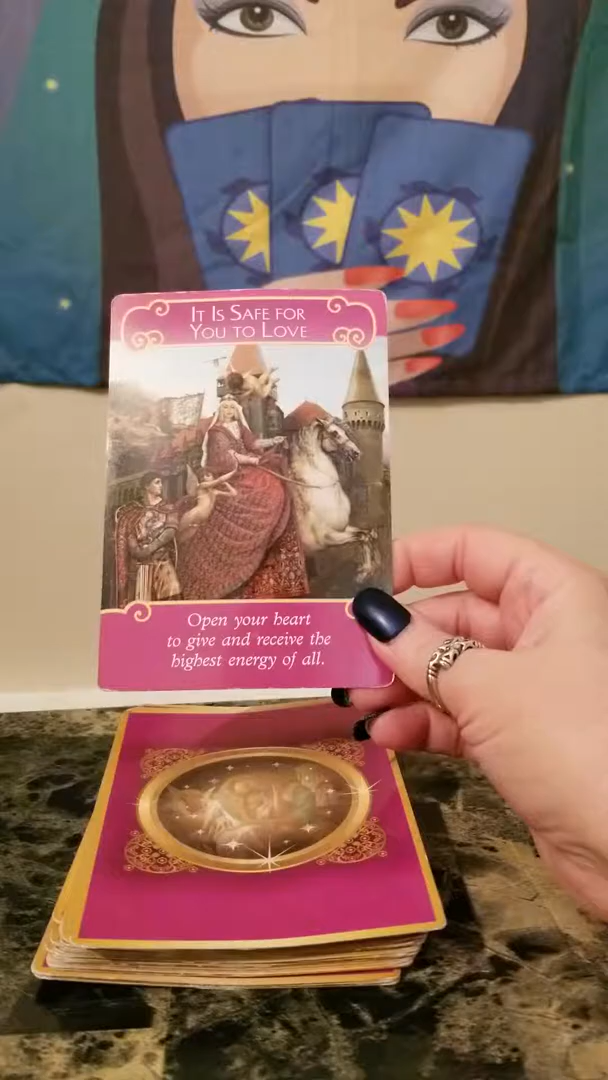 It Is Safe for
You to Love
Open your heart
to give and receive the
highest energy of all.